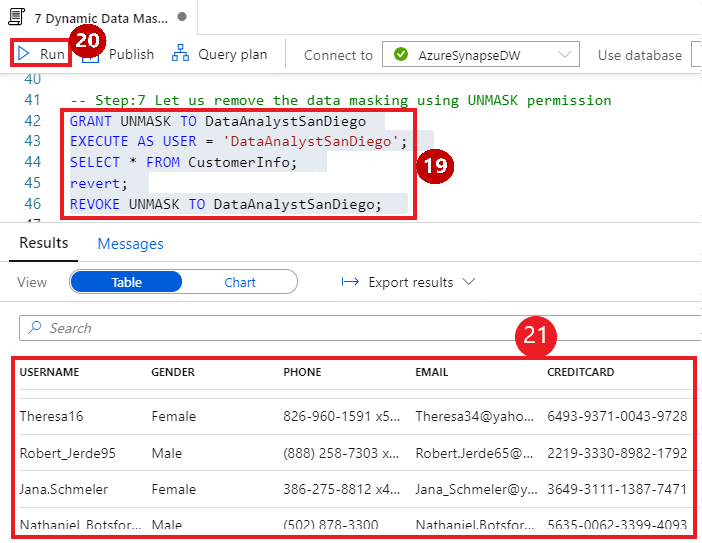 7 Dynamic Data Mas...
20
Run Publish Query plan Connect to AzureSynapseDW Use database
40
41 -- Step:7 Let us remove the data masking using UNMASK permission
42 GRANT UNMASK TO DataAnalystSanDiego
43 EXECUTE AS USER = 'DataAnalystSanDiego';
44 SELECT * FROM CustomerInfo;
19
45 revert;
46 REVOKE UNMASK TO DataAnalystSanDiego;
Results Messages
View Table Chart Export results
Search
21
USERNAME GENDER PHONE EMAIL CREDITCARD
Theresa16 Female 826-960-1591 x5... Theresa34@yaho... 6493-9371-0043-9728
Robert_Jerde95 Male (888) 258-7303 x... Robert.Jerde65@... 2219-3330-8982-1792
Jana.Schmeler Female 386-275-8812 x4... Jana_Schmeler@y... 3649-3111-1387-7471
Nathaniel_Botsfor... Male (502) 878-3300 Nathaniel.Botsfor... 5635-0062-3399-4093